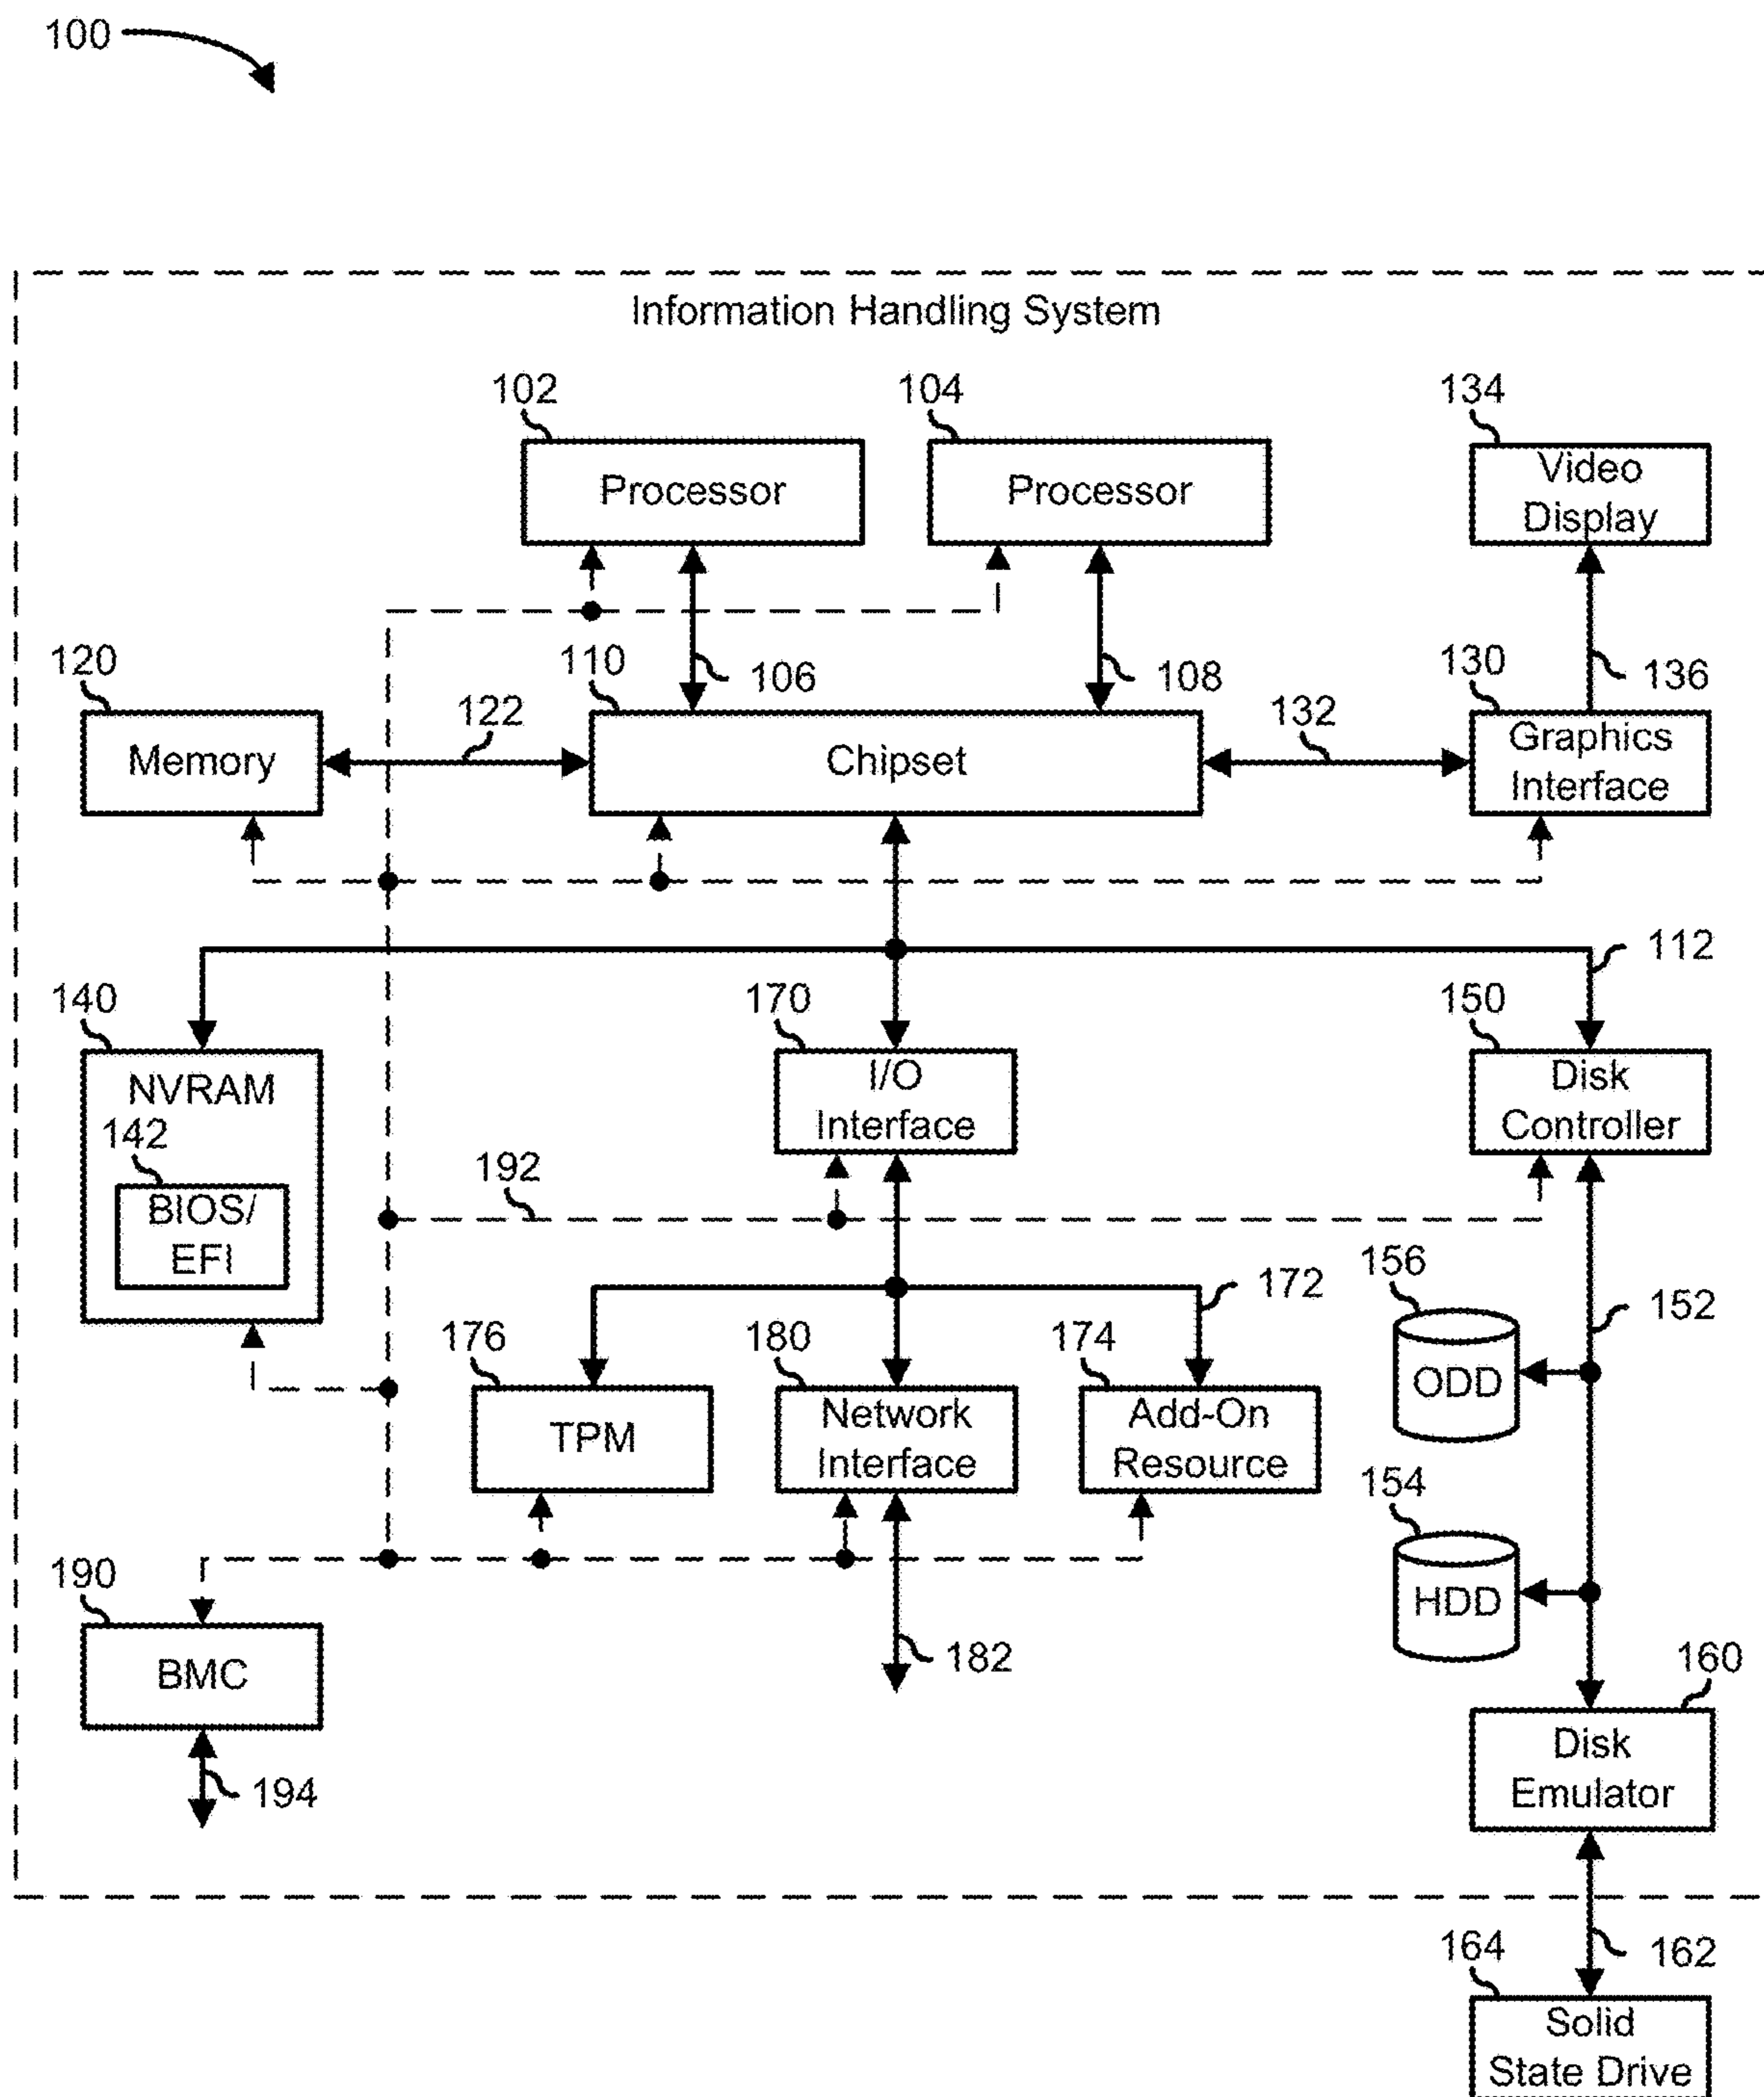 100
Information Handling System
102
104
134
Processor
Processor
Video
Display
120
110
106
108
130
136
122
132
Memory
Chipset
Graphics
Interface
112
140
170
150
NVRAM
I/O
Interface
Disk
Controller
142
BIOS/
EFI
192
156
172
152
176
180
174
ODD
TPM
Network
Interface
Add-On
Resource
154
190
HDD
BMC
182
160
194
Disk
Emulator
164
162
Solid
State Drive